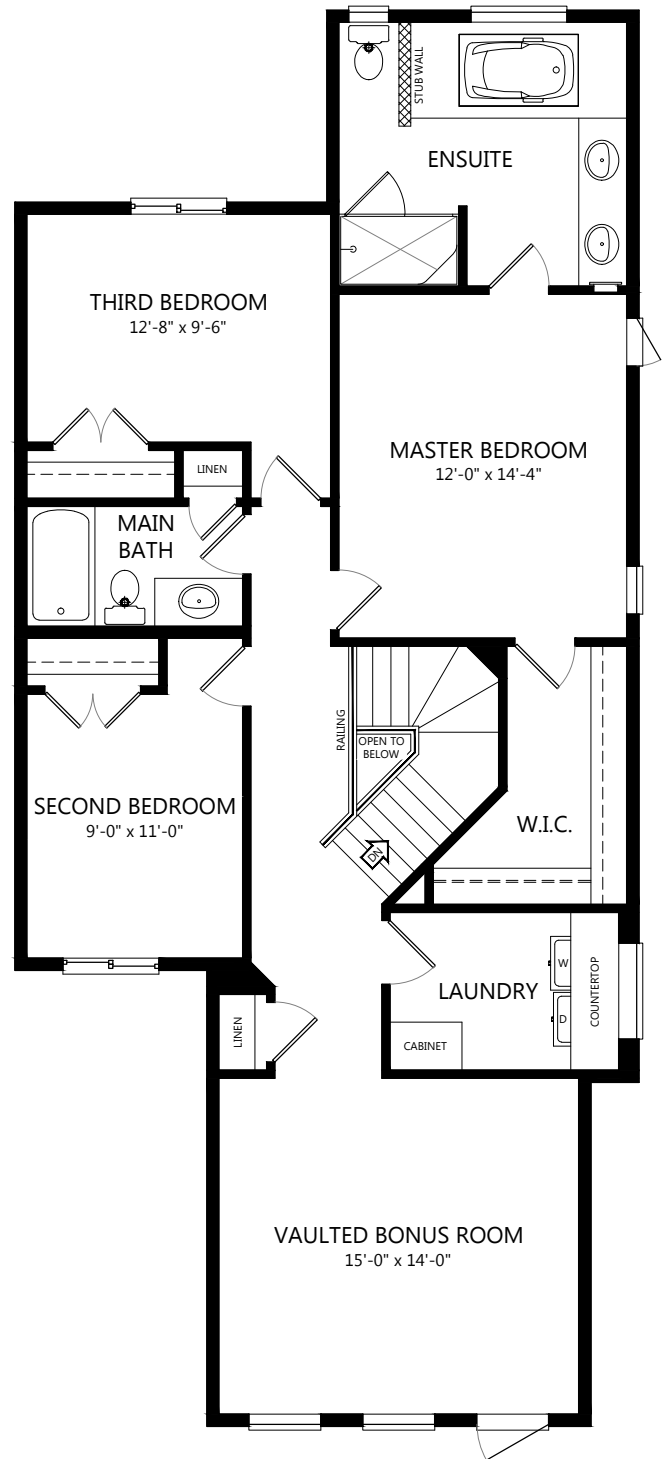 STUB WALL
ENSUITE
THIRD BEDROOM
12'-8" x 9'-6"
MASTER BEDROOM
12'-0" x 14'-4"
LINEN
MAIN
BATH
RAILING
OPEN TO
BELOW
SECOND BEDROOM
9'-0" x 11'-0"
W.I.C.
DN
LAUNDRY
W
D
COUNTERTOP
CABINET
LINEN
VAULTED BONUS ROOM
15'-0" x 14'-0"